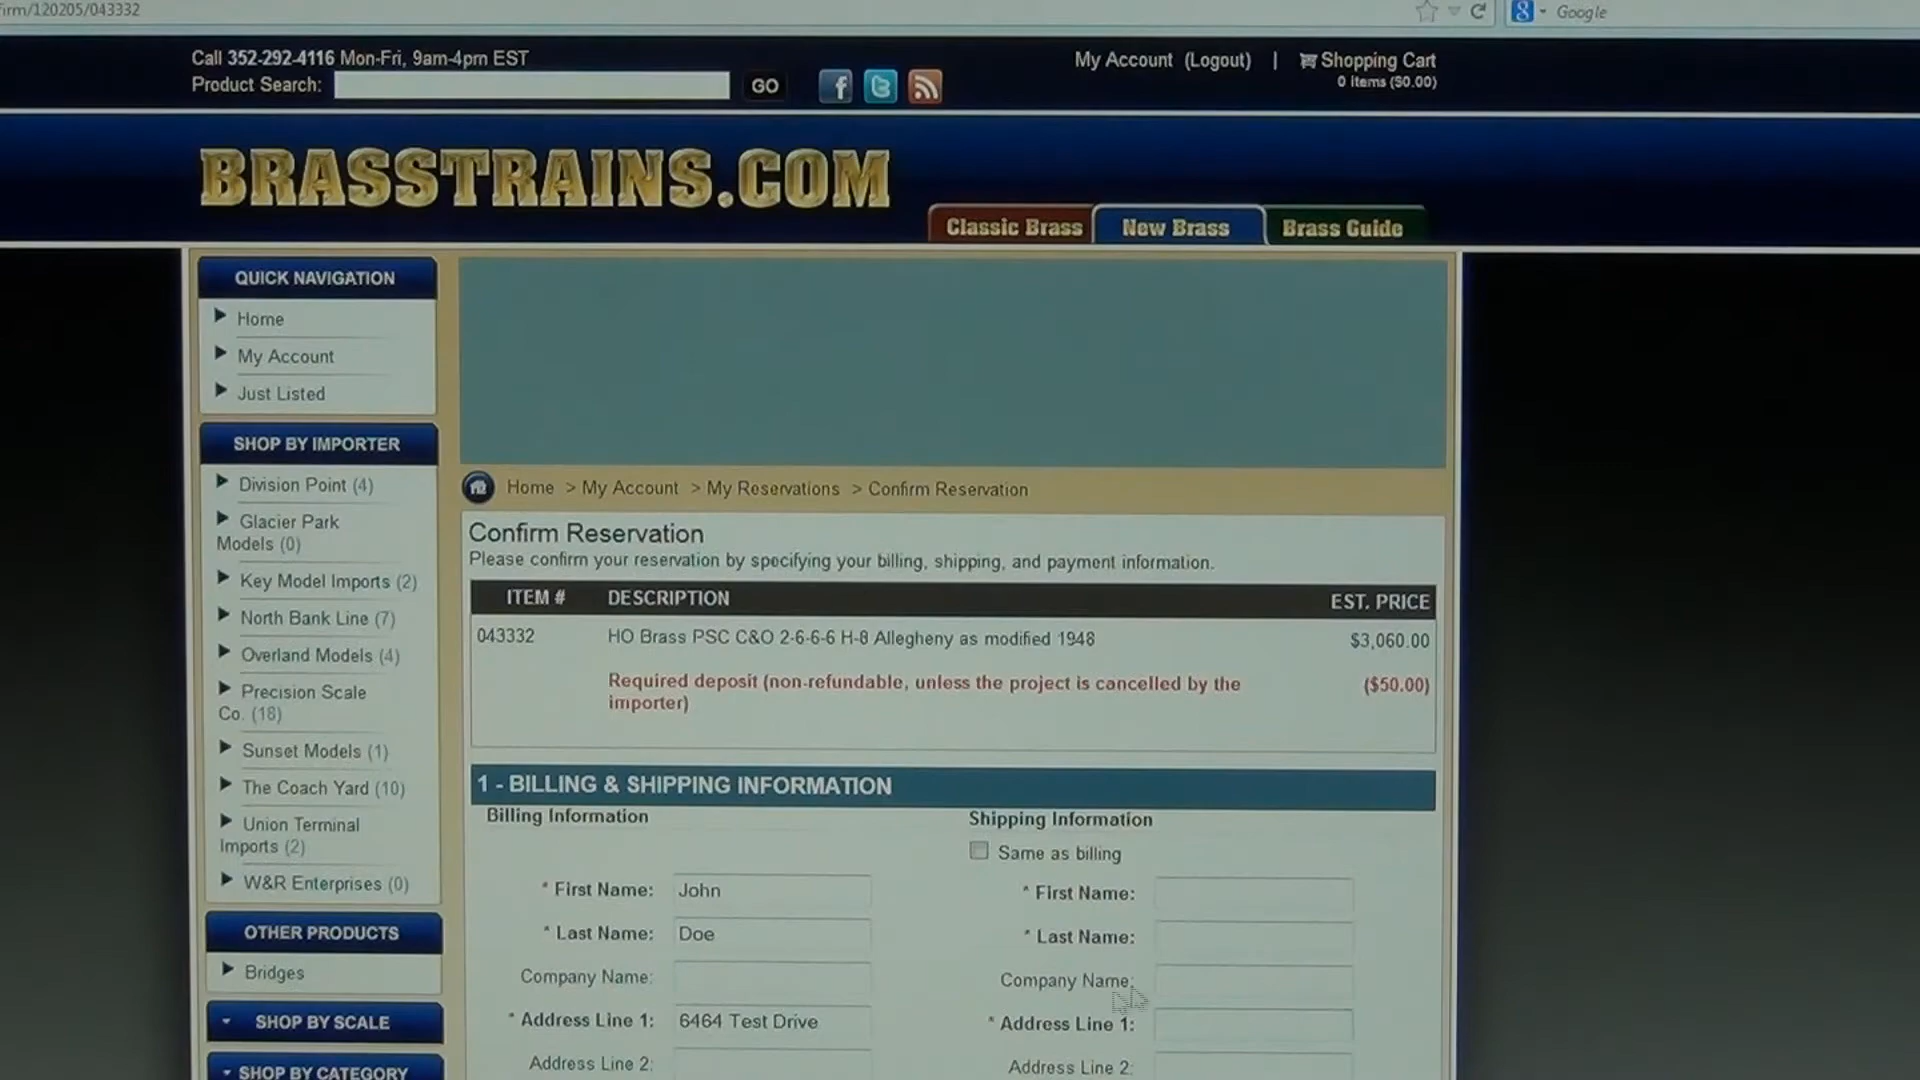 firm/120205/043332
Google
Call 352-292-4116 Mon-Fri, 9am-4pm EST
My Account (Logout) | Shopping Cart
0 items ($0.00)
Product Search:
GO
BRASSTRAINS.COM
Classic Brass
New Brass
Brass Guide
QUICK NAVIGATION
Home
My Account
Just Listed
SHOP BY IMPORTER
Division Point (4)
Glacier Park
Models (0)
Key Model Imports (2)
North Bank Line (7)
Overland Models (4)
Precision Scale
Co. (18)
Sunset Models (1)
The Coach Yard (10)
Union Terminal
Imports (2)
W&R Enterprises (0)
OTHER PRODUCTS
Bridges
SHOP BY SCALE
SHOP BY CATEGORY
Home > My Account > My Reservations > Confirm Reservation
Confirm Reservation
Please confirm your reservation by specifying your billing, shipping, and payment information.
ITEM # DESCRIPTION EST. PRICE
043332 HO Brass PSC C&O 2-6-6-6 H-8 Allegheny as modified 1948 $3,060.00
Required deposit (non-refundable, unless the project is cancelled by the ($50.00)
importer)
1 - BILLING & SHIPPING INFORMATION
Billing Information
* First Name: John
* Last Name: Doe
Company Name:
* Address Line 1: 6464 Test Drive
Address Line 2:
Shipping Information
Same as billing
* First Name:
* Last Name:
Company Name:
* Address Line 1:
Address Line 2: